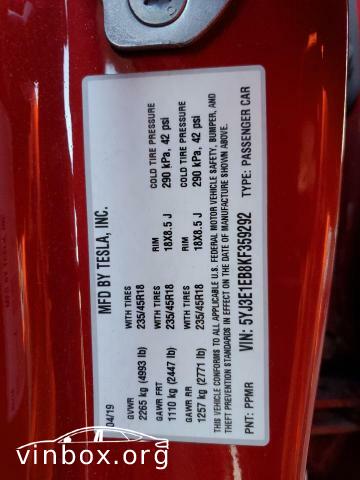 MFD BY TESLA, INC.
04/19
GVWR
2265 kg (4993 lb)
GAWR FRT WITH TIRES RIM COLD TIRE PRESSURE
1110 kg (2447 lb) 235/45R18 18X8.5 J 290 kPa, 42 psi
GAWR RR WITH TIRES RIM COLD TIRE PRESSURE
1257 kg (2771 lb) 235/45R18 18X8.5 J 290 kPa, 42 psi
THIS VEHICLE CONFORMS TO ALL APPLICABLE U.S. FEDERAL MOTOR VEHICLE SAFETY, BUMPER, AND
THEFT PREVENTION STANDARDS IN EFFECT ON THE DATE OF MANUFACTURE SHOWN ABOVE.
VIN: 5YJ3E1EB8KF359292
PNT: PPMR TYPE: PASSENGER CAR
vinbox.org